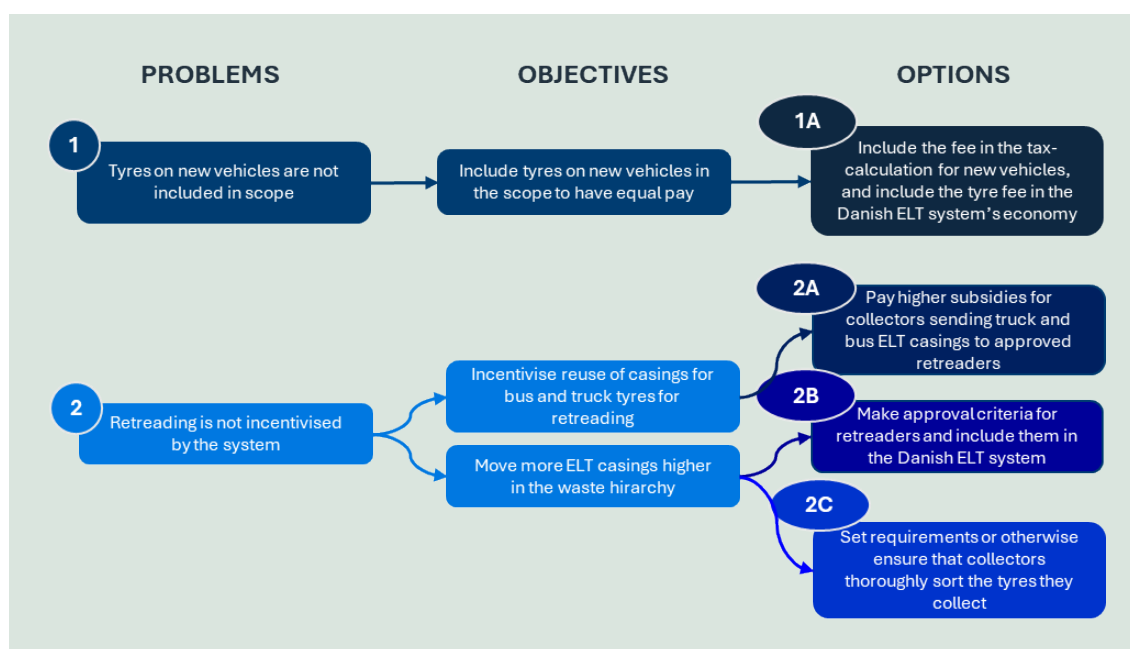 PROBLEMS
OBJECTIVES
OPTIONS
1
Tyres on new vehicles are not
included in scope
Include tyres on new vehicles in
the scope to have equal pay
1A
Include the fee in the tax-
calculation for new vehicles,
and include the tyre fee in the
Danish ELT system's economy
2
Retreading is not incentivised
by the system
Incentivise reuse of casings for
bus and truck tyres for
retreading
Move more ELT casings higher
in the waste hirarchy
2A
Pay higher subsidies for
collectors sending truck and
bus ELT casings to approved
retreaders
2B
Make approval criteria for
retreaders and include them in
the Danish ELT system
2C
Set requirements or otherwise
ensure that collectors
thoroughly sort the tyres they
collect